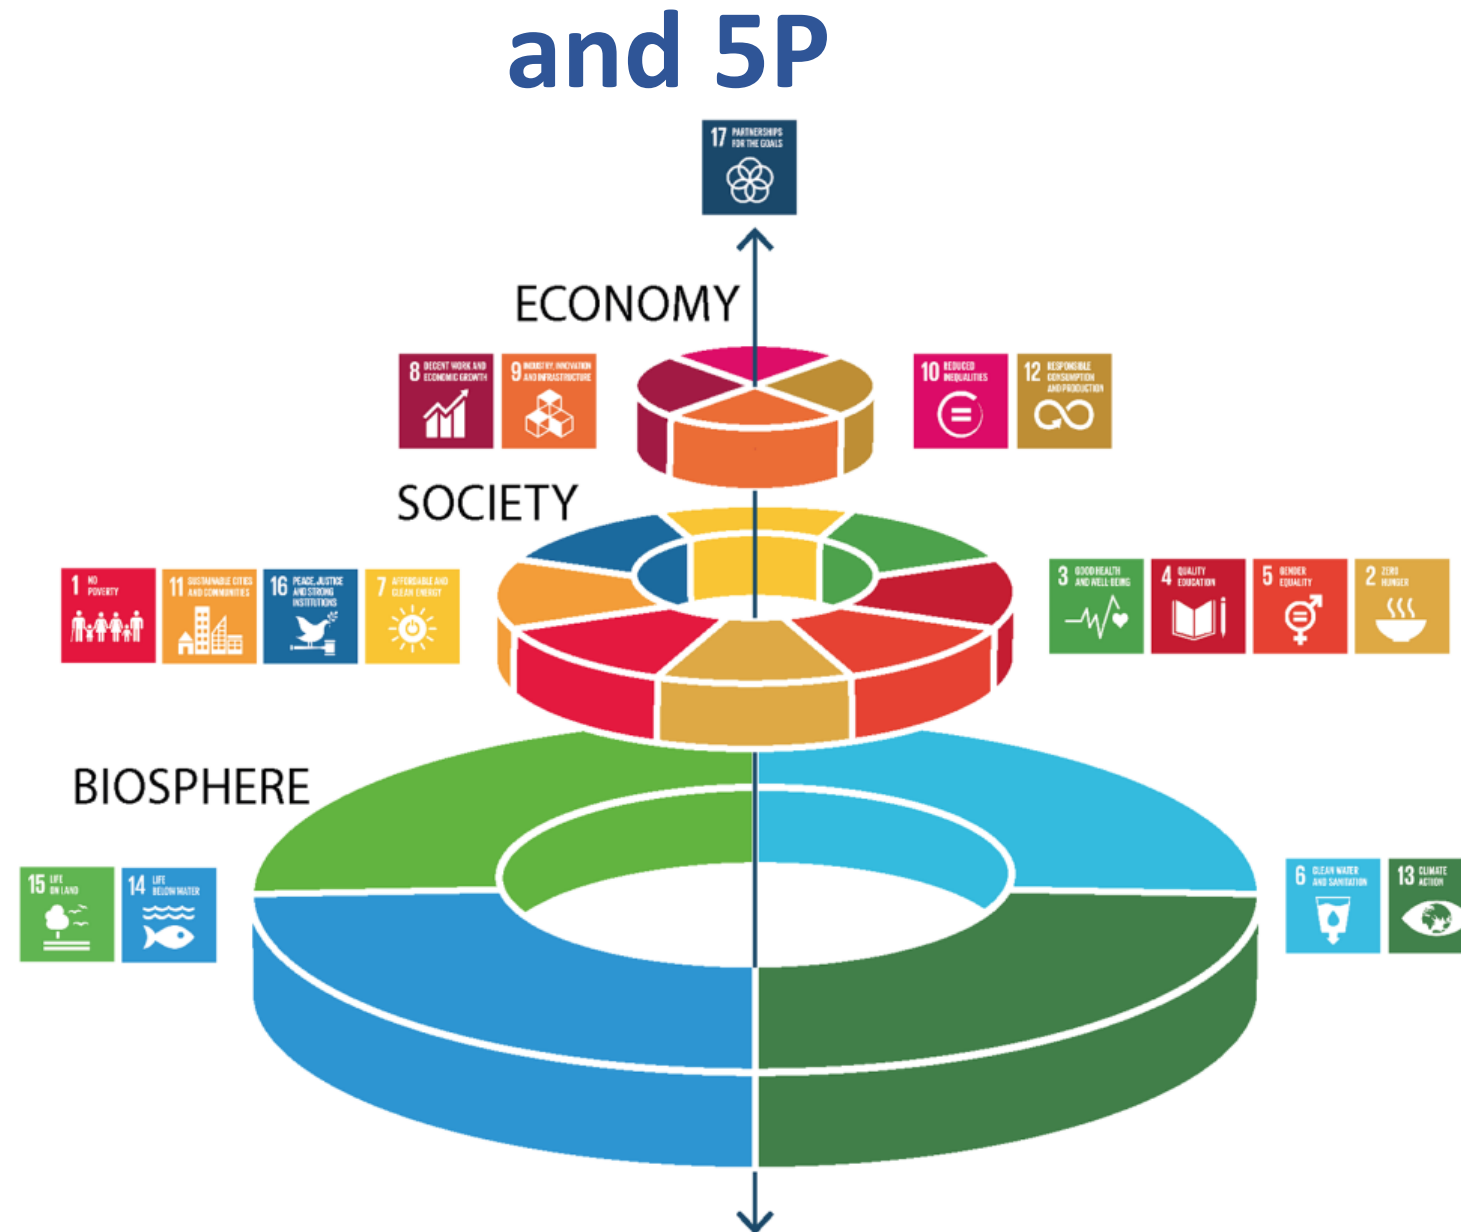 and 5P
17 PARTNERSHIPS
FOR THE GOALS
ECONOMY
8 DECENT WORK AND
ECONOMIC GROWTH
9 INDUSTRY, INNOVATION
AND INFRASTRUCTURE
10 REDUCED
INEQUALITIES
12 RESPONSIBLE
CONSUMPTION
AND PRODUCTION
SOCIETY
1 NO
POVERTY
11 SUSTAINABLE CITIES
AND COMMUNITIES
16 PEACE, JUSTICE
AND STRONG
INSTITUTIONS
7 AFFORDABLE AND
CLEAN ENERGY
3 GOOD HEALTH
AND WELL-BEING
4 QUALITY
EDUCATION
5 GENDER
EQUALITY
2 ZERO
HUNGER
BIOSPHERE
15 LIFE
ON LAND
14 LIFE
BELOW WATER
6 CLEAN WATER
AND SANITATION
13 CLIMATE
ACTION